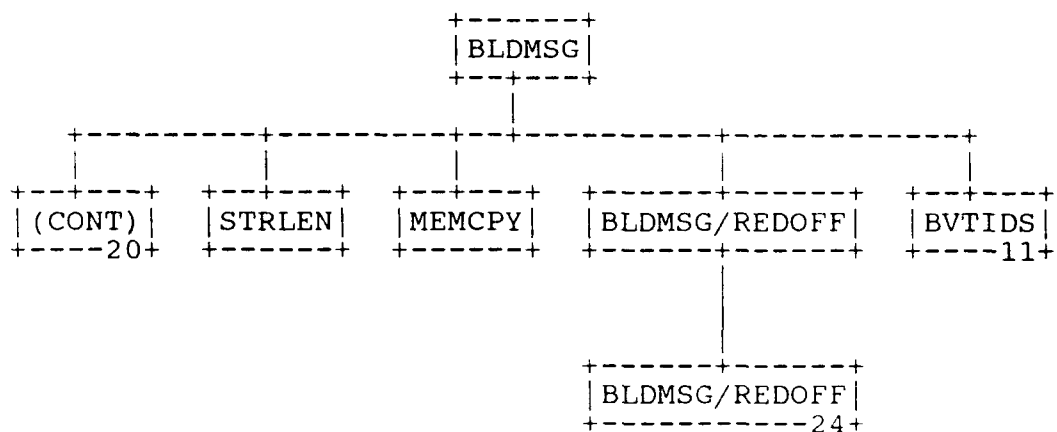 BLDMSG
(CONT) STRLEN MEMCPY BLDMSG/REDOFF BVTIDS
20 11
BLDMSG/REDOFF
24